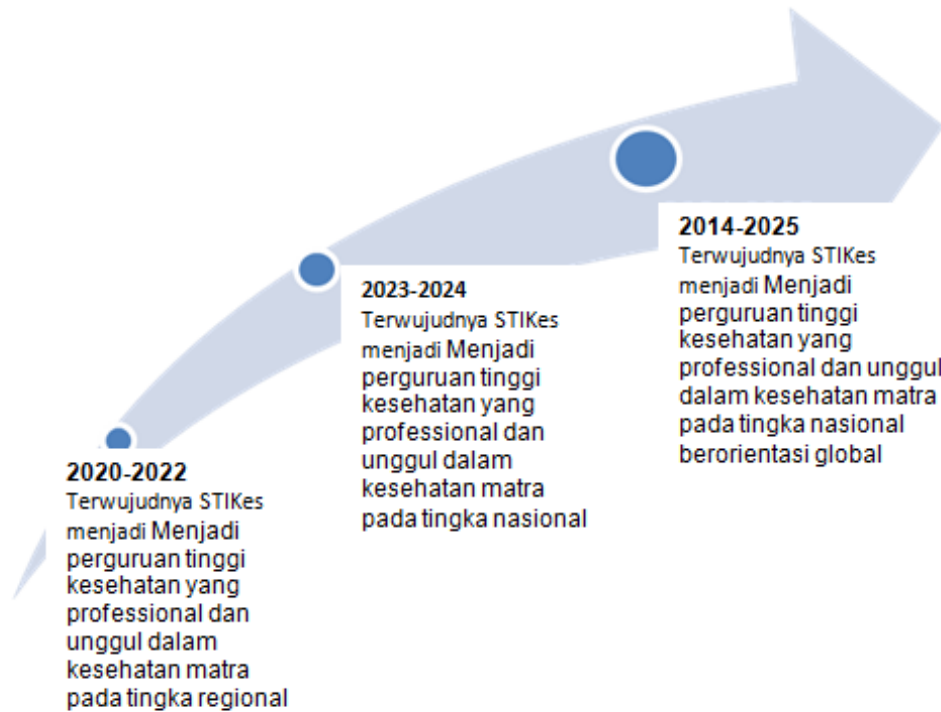 2020-2022
Terwujudnya STIKes
menjadi Menjadi
perguruan tinggi
kesehatan yang
professional dan
unggul dalam
kesehatan matra
pada tingka regional
2023-2024
Terwujudnya STIKes
menjadi Menjadi
perguruan tinggi
kesehatan yang
professional dan
unggul dalam
kesehatan matra
pada tingka nasional
2014-2025
Terwujudnya STIKes
menjadi Menjadi
perguruan tinggi
kesehatan yang
professional dan unggul
dalam kesehatan matra
pada tingka nasional
berorientasi global